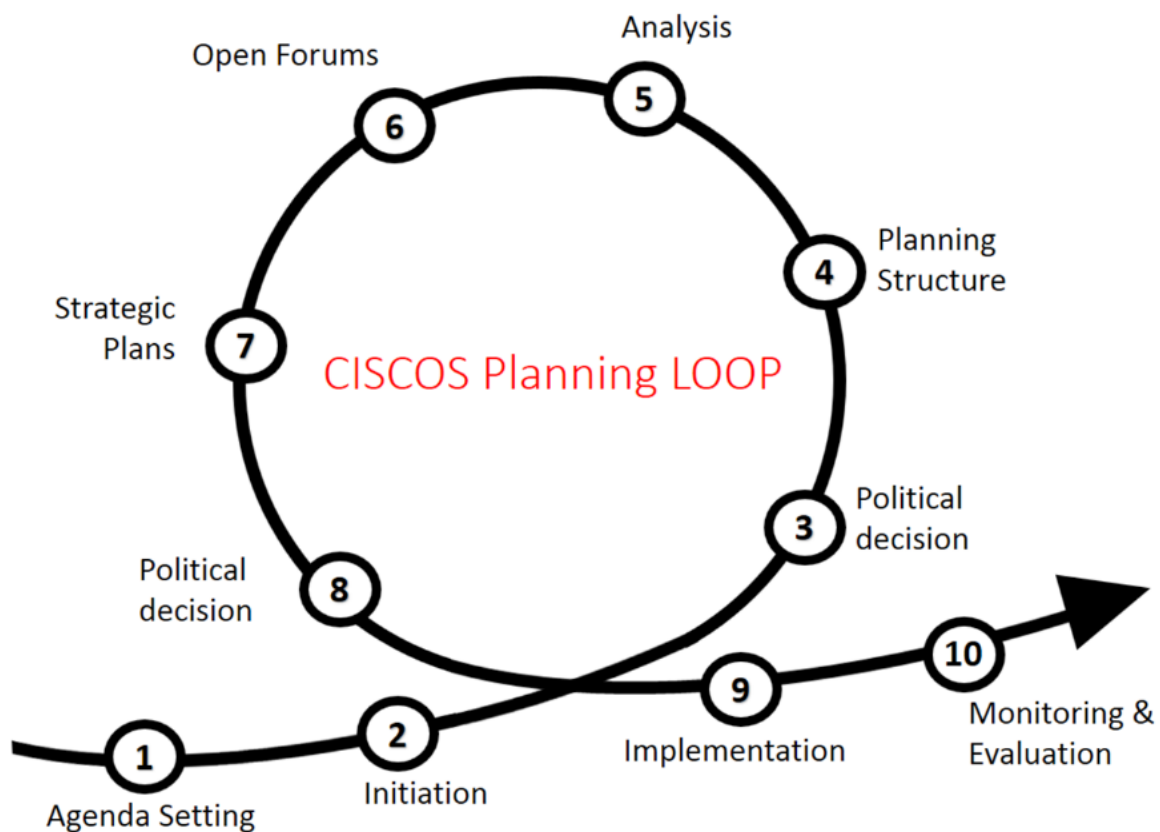 Analysis
Open Forums
5
6
Planning
Structure
4
Strategic
Plans
7
CISCOS Planning LOOP
Political
decision
3
Political
decision
8
10
9
Monitoring &
Evaluation
2
Implementation
1
Initiation
Agenda Setting